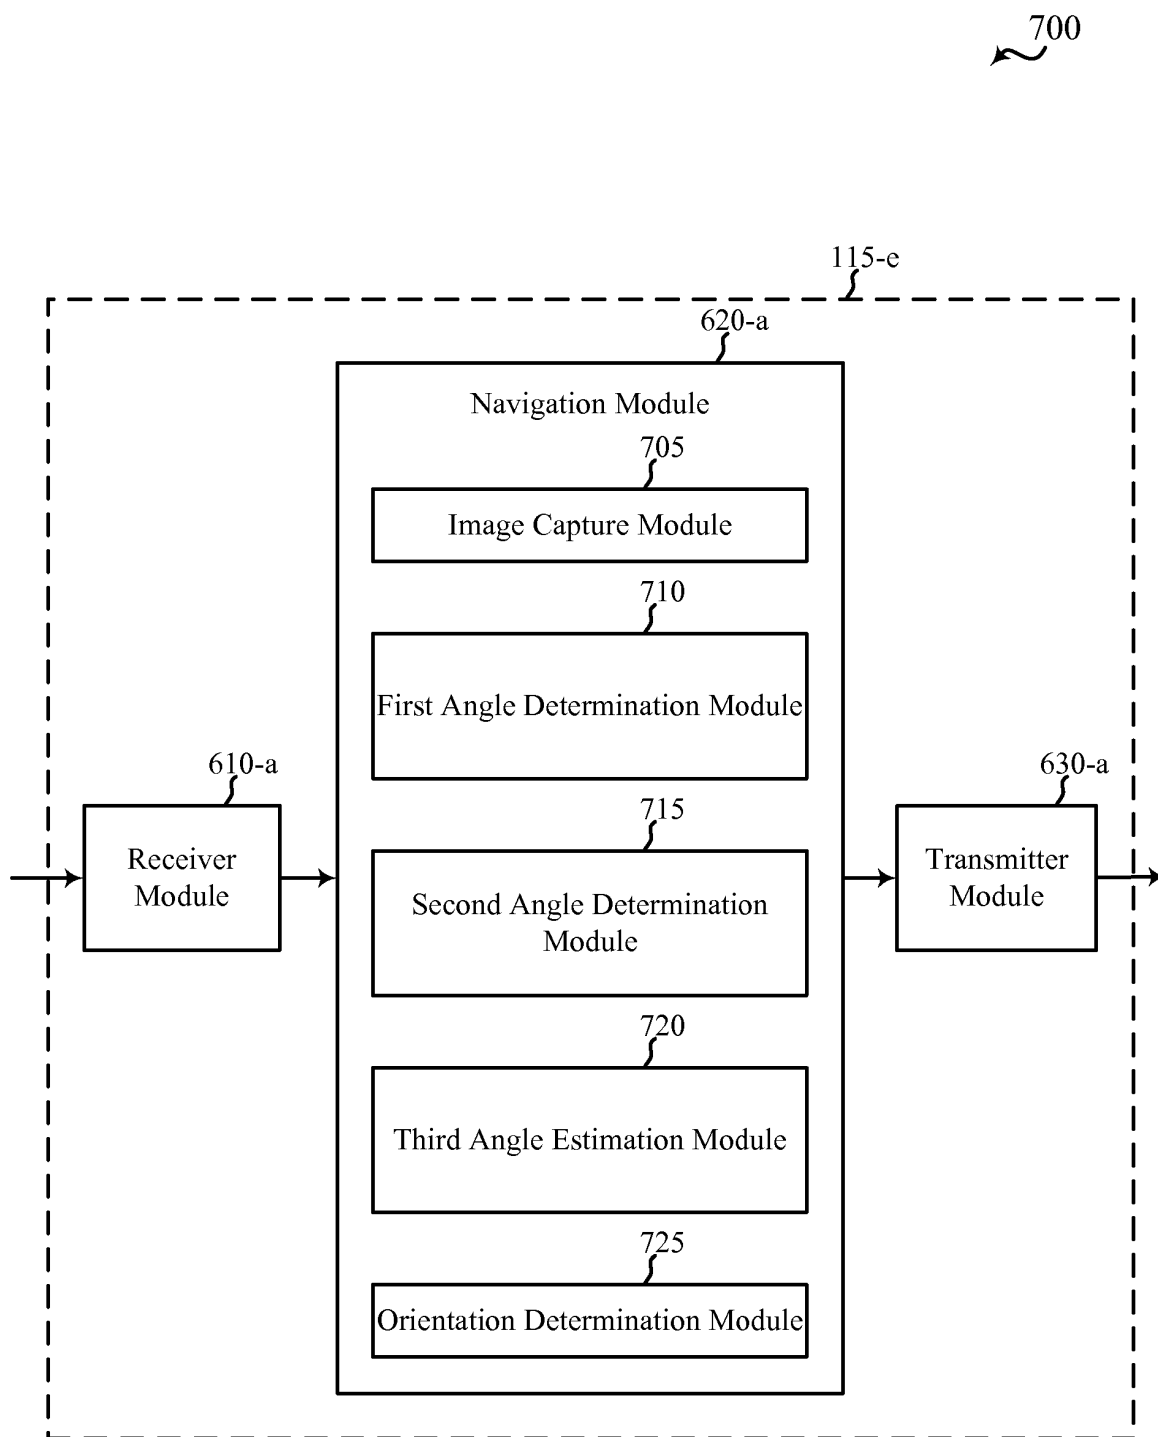 700
115-e
620-a
Navigation Module
705
Image Capture Module
710
First Angle Determination Module
610-a
Receiver
Module
715
Second Angle Determination
Module
630-a
Transmitter
Module
720
Third Angle Estimation Module
725
Orientation Determination Module